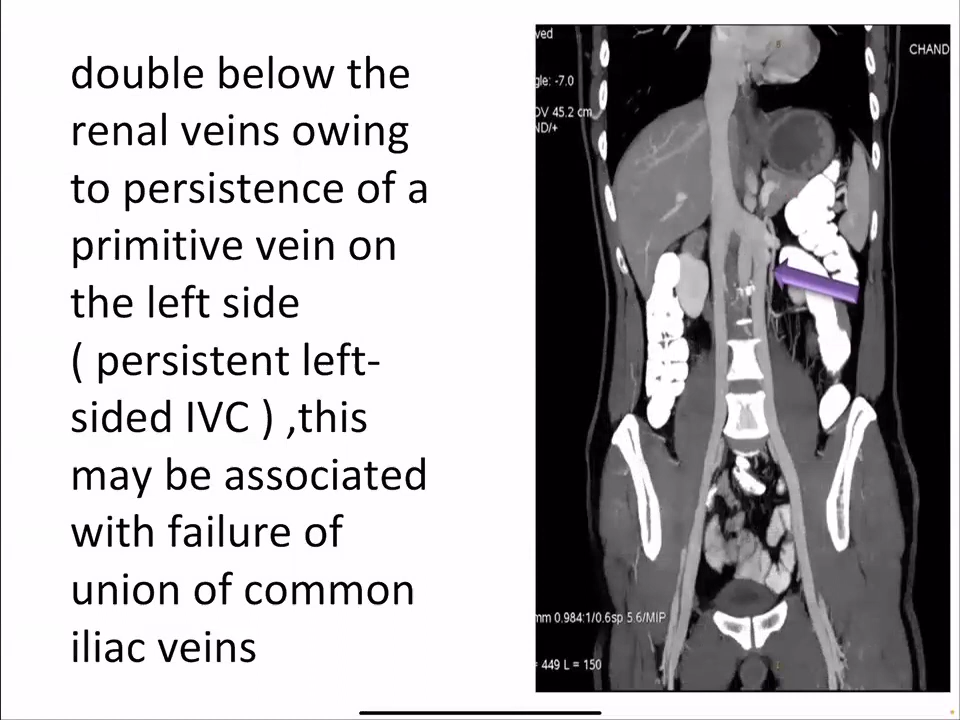 double below the
renal veins owing
to persistence of a
primitive vein on
the left side
( persistent left-
sided IVC ) ,this
may be associated
with failure of
union of common
iliac veins
ved
CHAND
gle: -7.0
OV 45.2 cm
ND/+
mm 0.984:1/0.6sp 5.6/MIP
= 449 L = 150